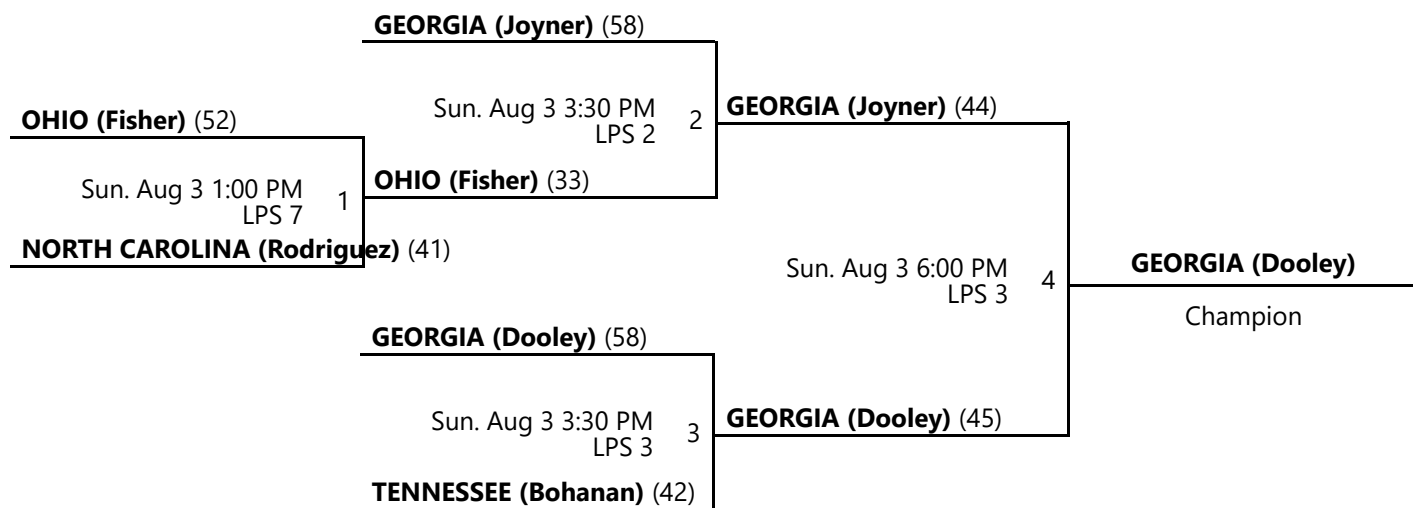 GEORGIA (Joyner) (58)
Sun. Aug 3 3:30 PM
LPS 2
2
GEORGIA (Joyner) (44)
OHIO (Fisher) (52)
Sun. Aug 3 1:00 PM
LPS 7
1
OHIO (Fisher) (33)
NORTH CAROLINA (Rodriguez) (41)
Sun. Aug 3 6:00 PM
LPS 3
4
GEORGIA (Dooley)
Champion
GEORGIA (Dooley) (58)
Sun. Aug 3 3:30 PM
LPS 3
3
GEORGIA (Dooley) (45)
TENNESSEE (Bohanan) (42)